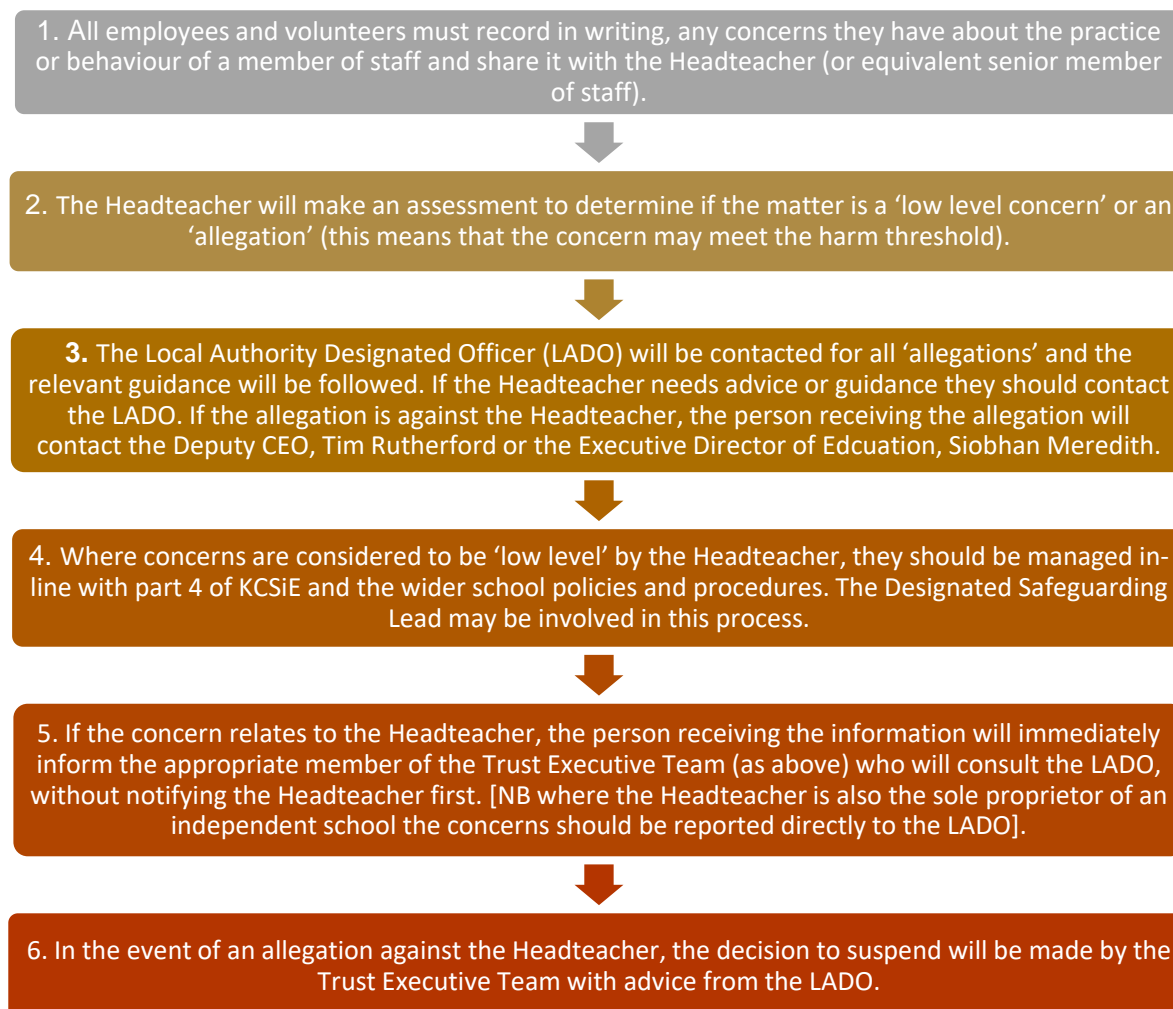 1. All employees and volunteers must record in writing, any concerns they have about the practice
or behaviour of a member of staff and share it with the Headteacher (or equivalent senior member
of staff).
2. The Headteacher will make an assessment to determine if the matter is a ‘low level concern’ or an
‘allegation’ (this means that the concern may meet the harm threshold).
3. The Local Authority Designated Officer (LADO) will be contacted for all ‘allegations’ and the
relevant guidance will be followed. If the Headteacher needs advice or guidance they should contact
the LADO. If the allegation is against the Headteacher, the person receiving the allegation will
contact the Deputy CEO, Tim Rutherford or the Executive Director of Edcuation, Siobhan Meredith.
4. Where concerns are considered to be ‘low level’ by the Headteacher, they should be managed in-
line with part 4 of KCSiE and the wider school policies and procedures. The Designated Safeguarding
Lead may be involved in this process.
5. If the concern relates to the Headteacher, the person receiving the information will immediately
inform the appropriate member of the Trust Executive Team (as above) who will consult the LADO,
without notifying the Headteacher first. [NB where the Headteacher is also the sole proprietor of an
independent school the concerns should be reported directly to the LADO].
6. In the event of an allegation against the Headteacher, the decision to suspend will be made by the
Trust Executive Team with advice from the LADO.